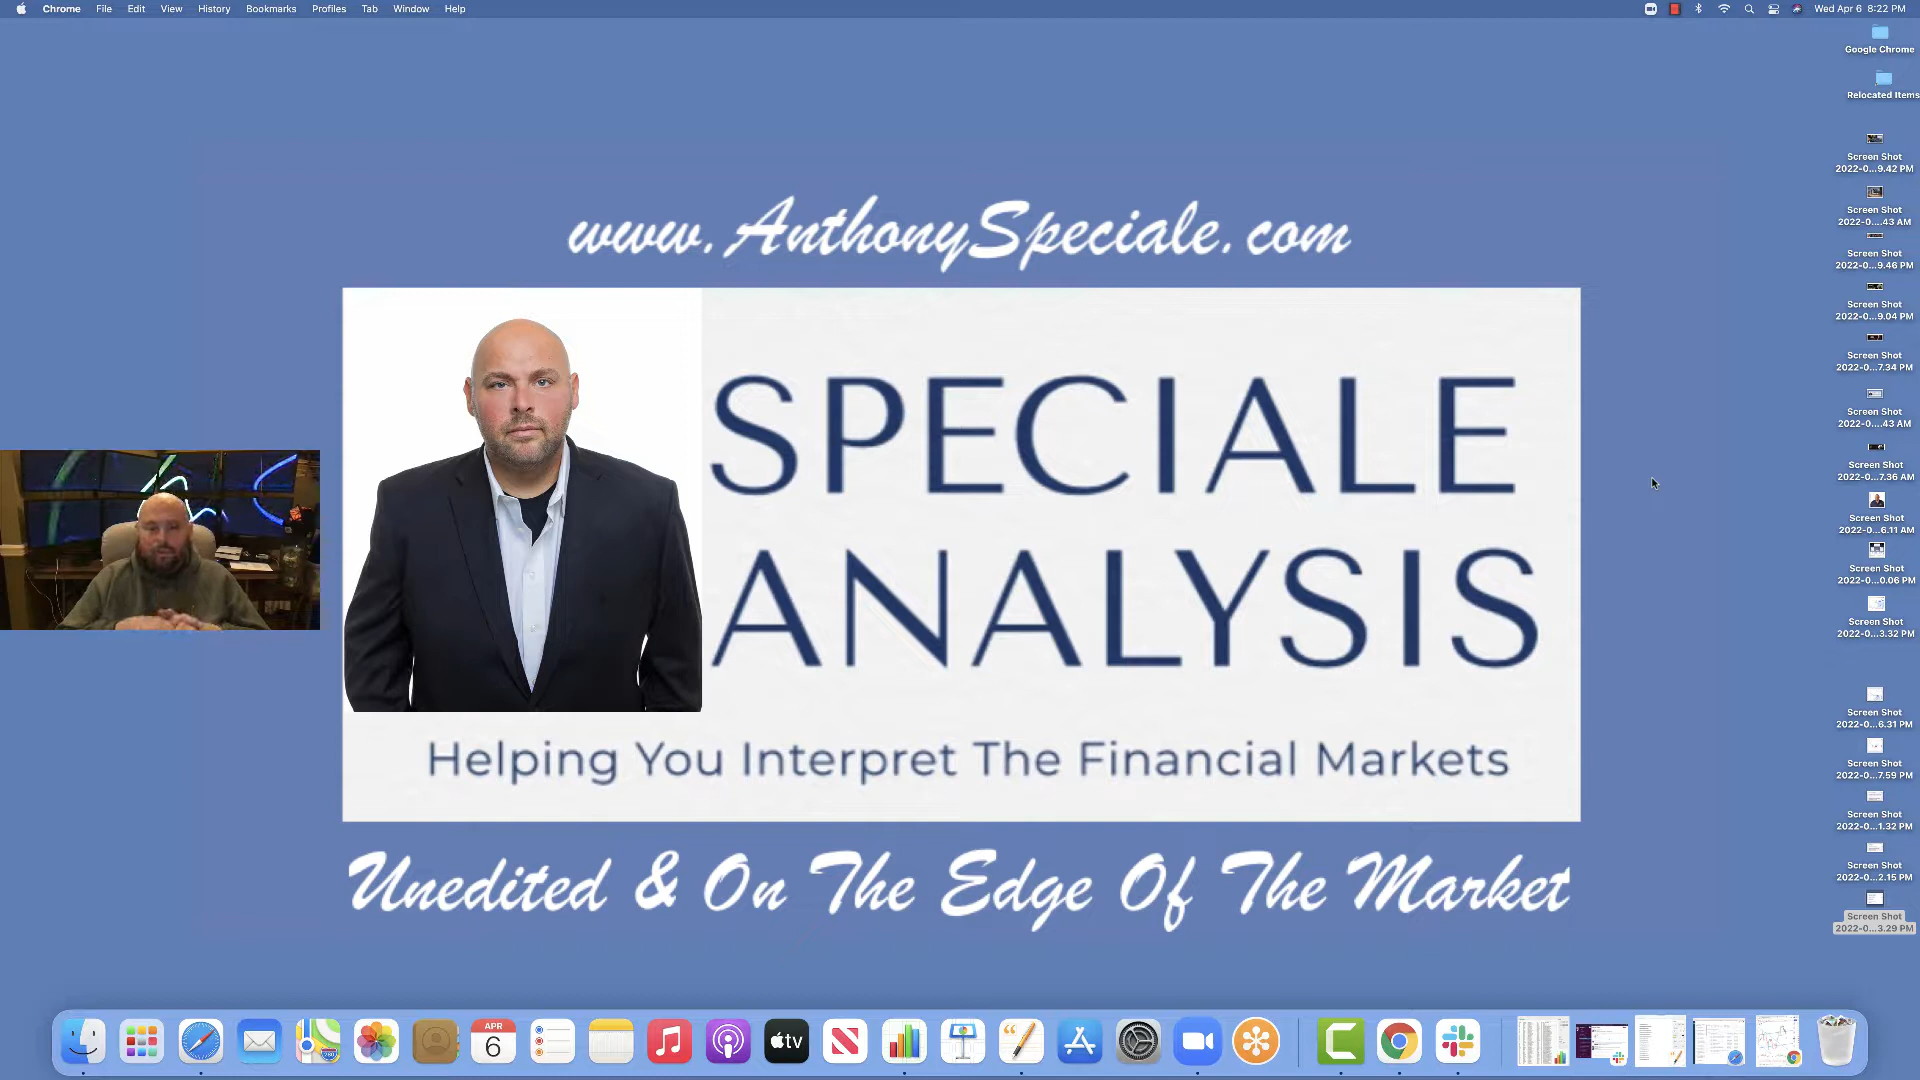 Chrome File Edit View History Bookmarks Profiles Tab Window Help
Wed Apr 6 8:22 PM
Google Chrome
Relocated Items
www.AnthonySpeciale.com
SPECIALE
ANALYSIS
Helping You Interpret The Financial Markets
Unedited & On The Edge Of The Market
Screen Shot
2022-0...9.42 PM
Screen Shot
2022-0....43 AM
Screen Shot
2022-0...9.46 PM
Screen Shot
2022-0...9.04 PM
Screen Shot
2022-0...7.34 PM
Screen Shot
2022-0....43 AM
Screen Shot
2022-0...7.36 AM
Screen Shot
2022-0...6.11 AM
Screen Shot
2022-0...0.06 PM
Screen Shot
2022-0...3.32 PM
Screen Shot
2022-0...6.31 PM
Screen Shot
2022-0...7.59 PM
Screen Shot
2022-0...1.32 PM
Screen Shot
2022-0...2.15 PM
Screen Shot
2022-0...3.29 PM
APR
6
tv